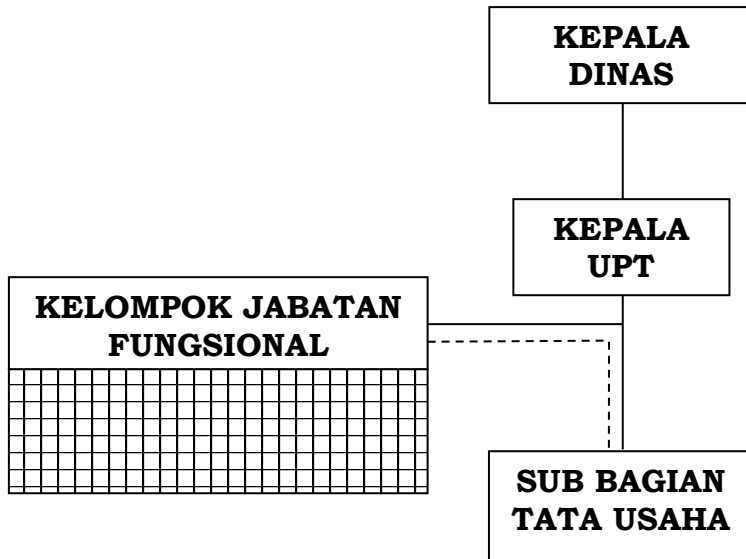 KEPALA
DINAS
KEPALA
UPT
KELOMPOK JABATAN
FUNGSIONAL
SUB BAGIAN
TATA USAHA